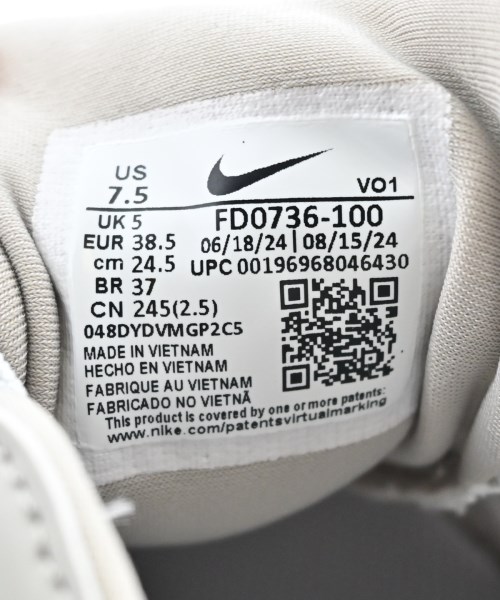 US
7.5
VO1
UK 5
FD0736-100
EUR 38.5
06/18/24 | 08/15/24
cm 24.5
UPC 00196968046430
BR 37
CN 245(2.5)
048DYDVMGP2C5
MADE IN VIETNAM
HECHO EN VIETNAM
FABRIQUE AU VIETNAM
FABRICADO NO VIETNÃ
This product is covered by one or more patents:
www.nike.com/patentsvirtualmarking